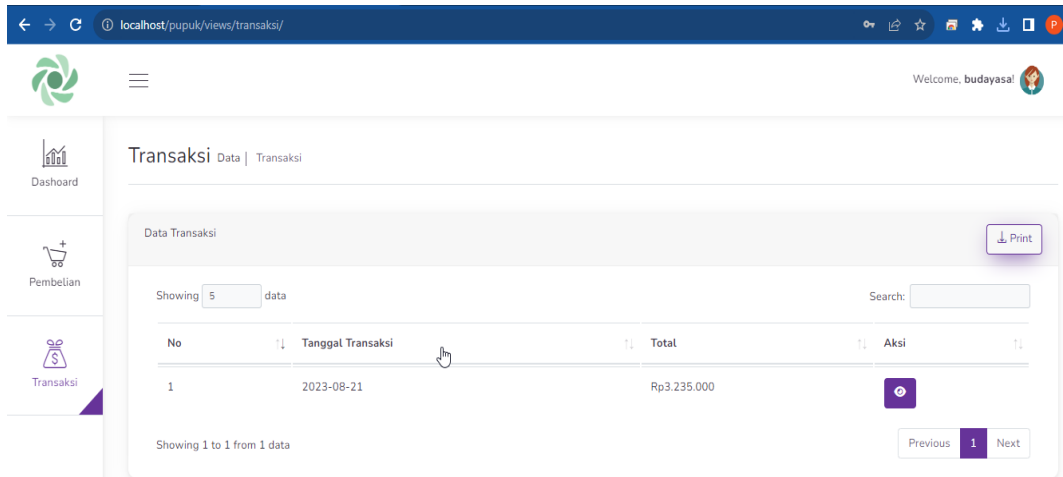 localhost/pupuk/views/transaksi/
P
Welcome, budayasa!
Dashoard
Pembelian
Transaksi
Transaksi Data | Transaksi
Data Transaksi
Print
Showing 5 data
Search:
No Tanggal Transaksi Total Aksi
1 2023-08-21 Rp3.235.000
Showing 1 to 1 from 1 data
Previous 1 Next